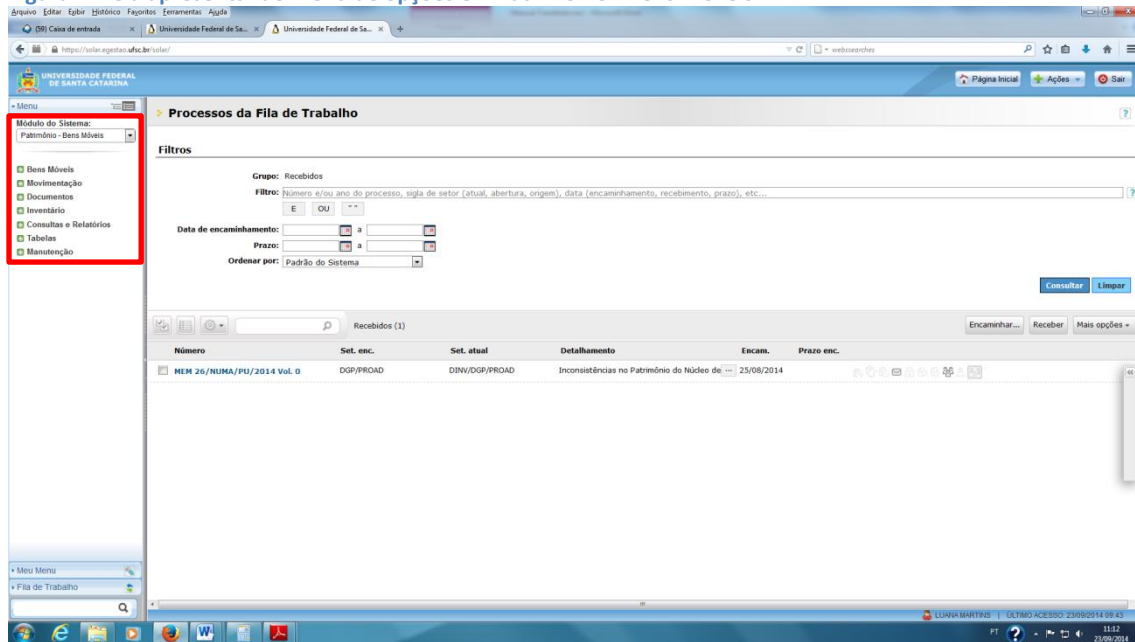 Arquivo Editar Exibir Histórico Favoritos Ferramentas Ajuda
(59) Caixa de entrada × Universidade Federal de Sa... × Universidade Federal de Sa... × +
https://solar.egestao.ufsc.br/solar/ websearches
UNIVERSIDADE FEDERAL
DE SANTA CATARINA
Página Inicial Ações Sair
Menu
Módulo do Sistema:
Patrimônio - Bens Móveis
Bens Móveis
Movimentação
Documentos
Inventário
Consultas e Relatórios
Tabelas
Manutenção
Processos da Fila de Trabalho
Filtros
Grupo: Recebidos
Filtro: Número e/ou ano do processo, sigla de setor (atual, abertura, origem), data (encaminhamento, recebimento, prazo), etc...
E OU " "
Data de encaminhamento: a
Prazo: a
Ordenar por: Padrão do Sistema
Consultar Limpar
Recebidos (1)
Encaminhar... Receber Mais opções
Número Set. enc. Set. atual Detalhamento Encam. Prazo enc.
MEM 26/NUMA/PU/2014 Vol. 0 DGP/PROAD DINV/DGP/PROAD Inconsistências no Patrimônio do Núcleo de ... 25/08/2014
Meu Menu
Fila de Trabalho
LUANA MARTINS | ÚLTIMO ACESSO: 23/09/2014 09:43
PT 11:12
23/09/2014